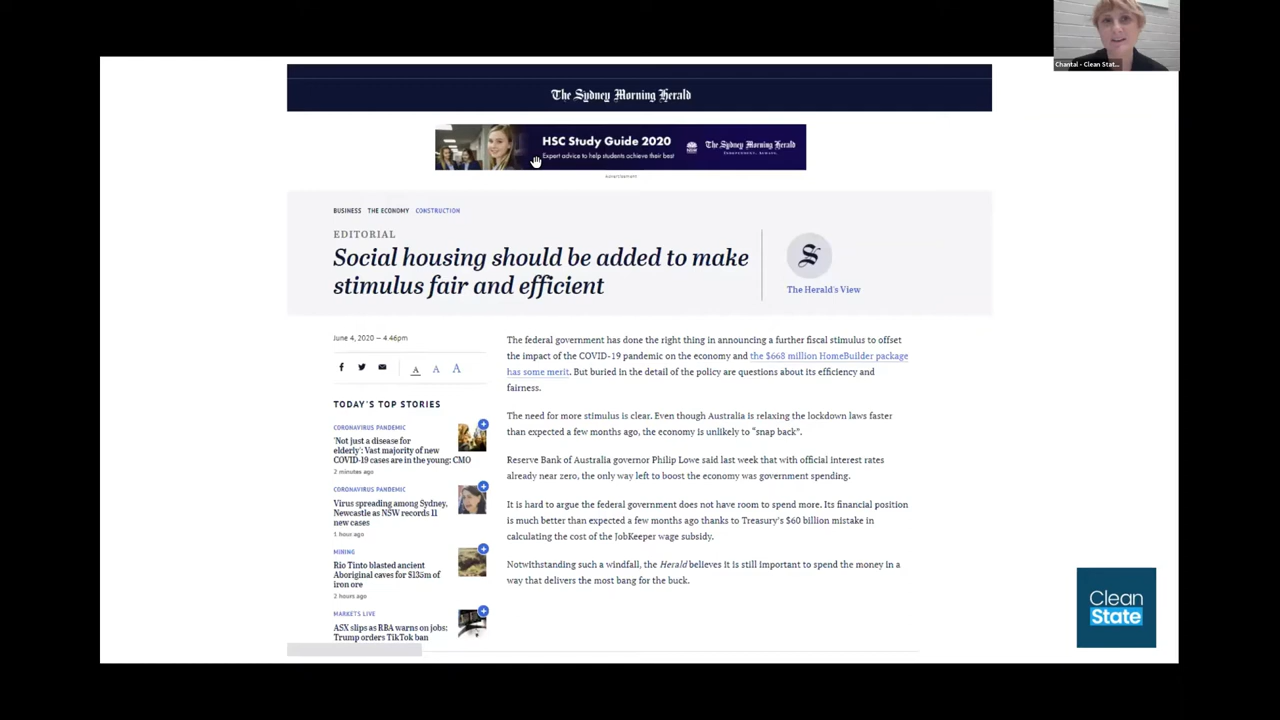 Chantal - Clean Stat...
The Sydney Morning Herald
HSC Study Guide 2020
Expert advice to help students achieve their best
NSW
The Sydney Morning Herald
INDEPENDENT. ALWAYS.
Advertisement
BUSINESS THE ECONOMY CONSTRUCTION
EDITORIAL
Social housing should be added to make
stimulus fair and efficient
S
The Herald's View
June 4, 2020 — 4.46pm
A A A
TODAY'S TOP STORIES
CORONAVIRUS PANDEMIC
'Not just a disease for
elderly': Vast majority of new
COVID-19 cases are in the young: CMO
2 minutes ago
CORONAVIRUS PANDEMIC
Virus spreading among Sydney,
Newcastle as NSW records 11
new cases
1 hour ago
MINING
Rio Tinto blasted ancient
Aboriginal caves for $135m of
iron ore
2 hours ago
MARKETS LIVE
ASX slips as RBA warns on jobs;
Trump orders TikTok ban
The federal government has done the right thing in announcing a further fiscal stimulus to offset
the impact of the COVID-19 pandemic on the economy and the $668 million HomeBuilder package
has some merit. But buried in the detail of the policy are questions about its efficiency and
fairness.
The need for more stimulus is clear. Even though Australia is relaxing the lockdown laws faster
than expected a few months ago, the economy is unlikely to “snap back”.
Reserve Bank of Australia governor Philip Lowe said last week that with official interest rates
already near zero, the only way left to boost the economy was government spending.
It is hard to argue the federal government does not have room to spend more. Its financial position
is much better than expected a few months ago thanks to Treasury's $60 billion mistake in
calculating the cost of the JobKeeper wage subsidy.
Notwithstanding such a windfall, the Herald believes it is still important to spend the money in a
way that delivers the most bang for the buck.
Clean
State